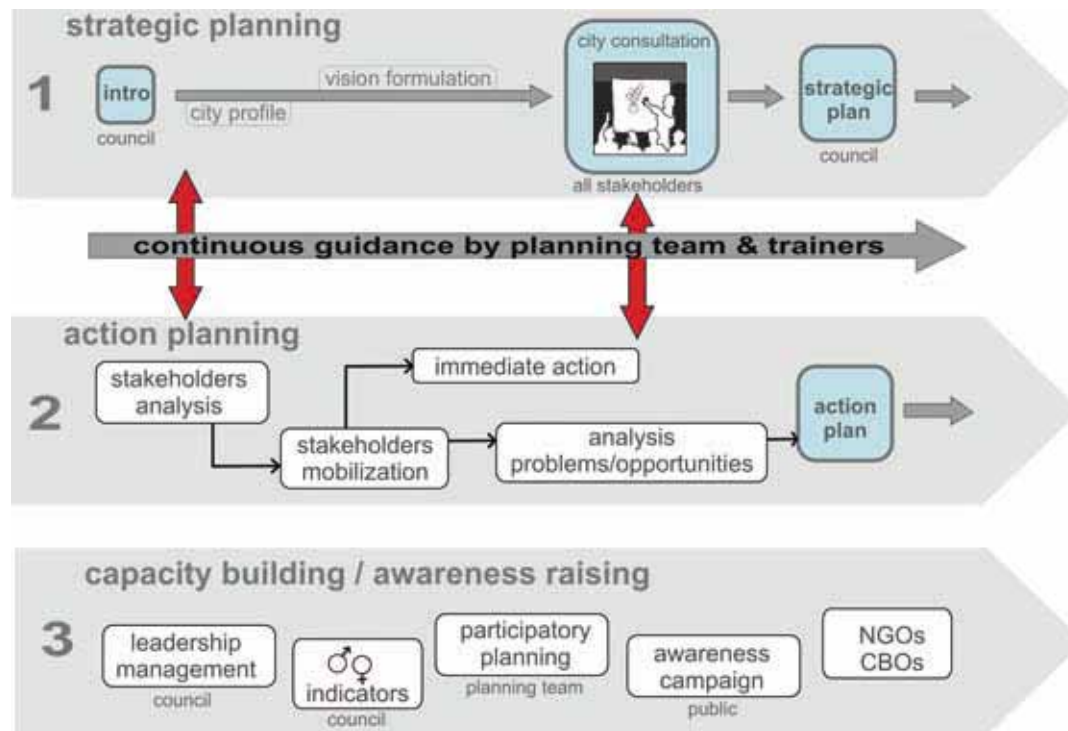 strategic planning
1
intro
council
city profile
vision formulation
city consultation
all stakeholders
strategic
plan
council
continuous guidance by planning team & trainers
action planning
2
stakeholders
analysis
stakeholders
mobilization
immediate action
analysis
problems/opportunities
action
plan
capacity building / awareness raising
3
leadership
management
council
♂♀
indicators
council
participatory
planning
planning team
awareness
campaign
public
NGOs
CBOs